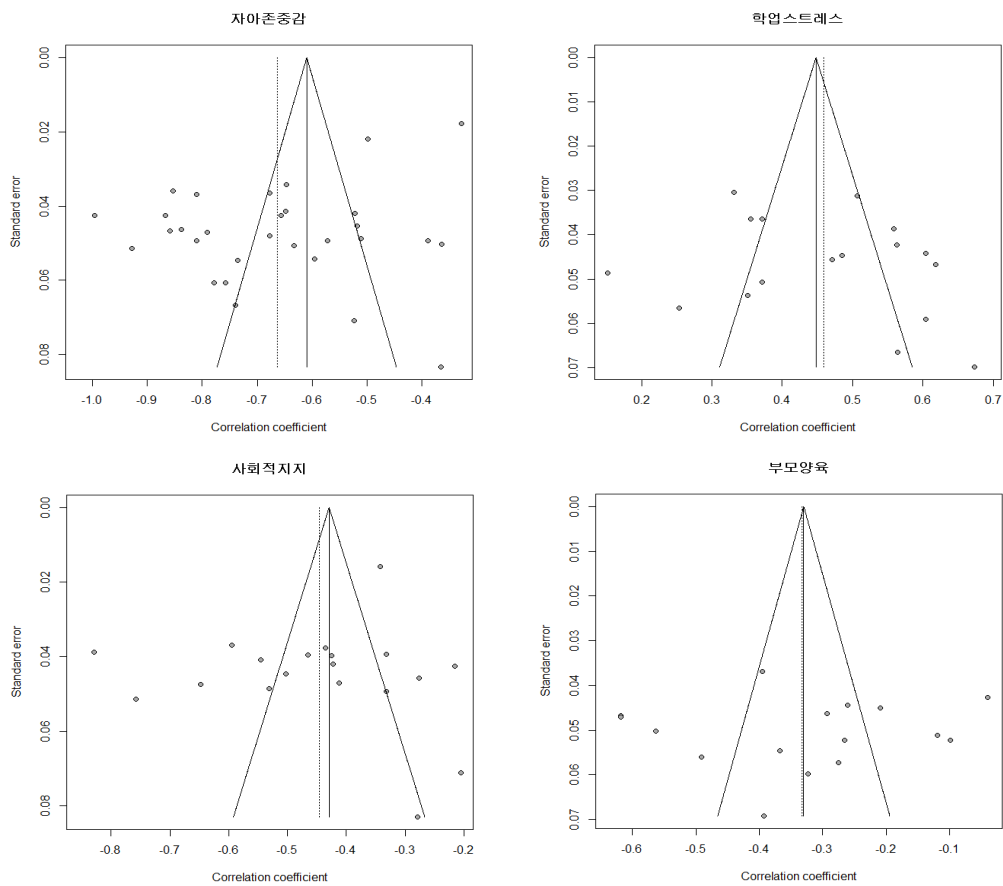 자아존중감
0.00
0.02
0.04
0.06
0.08
Standard error
-1.0 -0.9 -0.8 -0.7 -0.6 -0.5 -0.4
Correlation coefficient
학업스트레스
0.00
0.01
0.02
0.03
0.04
0.05
0.06
0.07
Standard error
0.2 0.3 0.4 0.5 0.6 0.7
Correlation coefficient
사회적지지
0.00
0.02
0.04
0.06
0.08
Standard error
-0.8 -0.7 -0.6 -0.5 -0.4 -0.3 -0.2
Correlation coefficient
부모양육
0.00
0.01
0.02
0.03
0.04
0.05
0.06
0.07
Standard error
-0.6 -0.5 -0.4 -0.3 -0.2 -0.1
Correlation coefficient